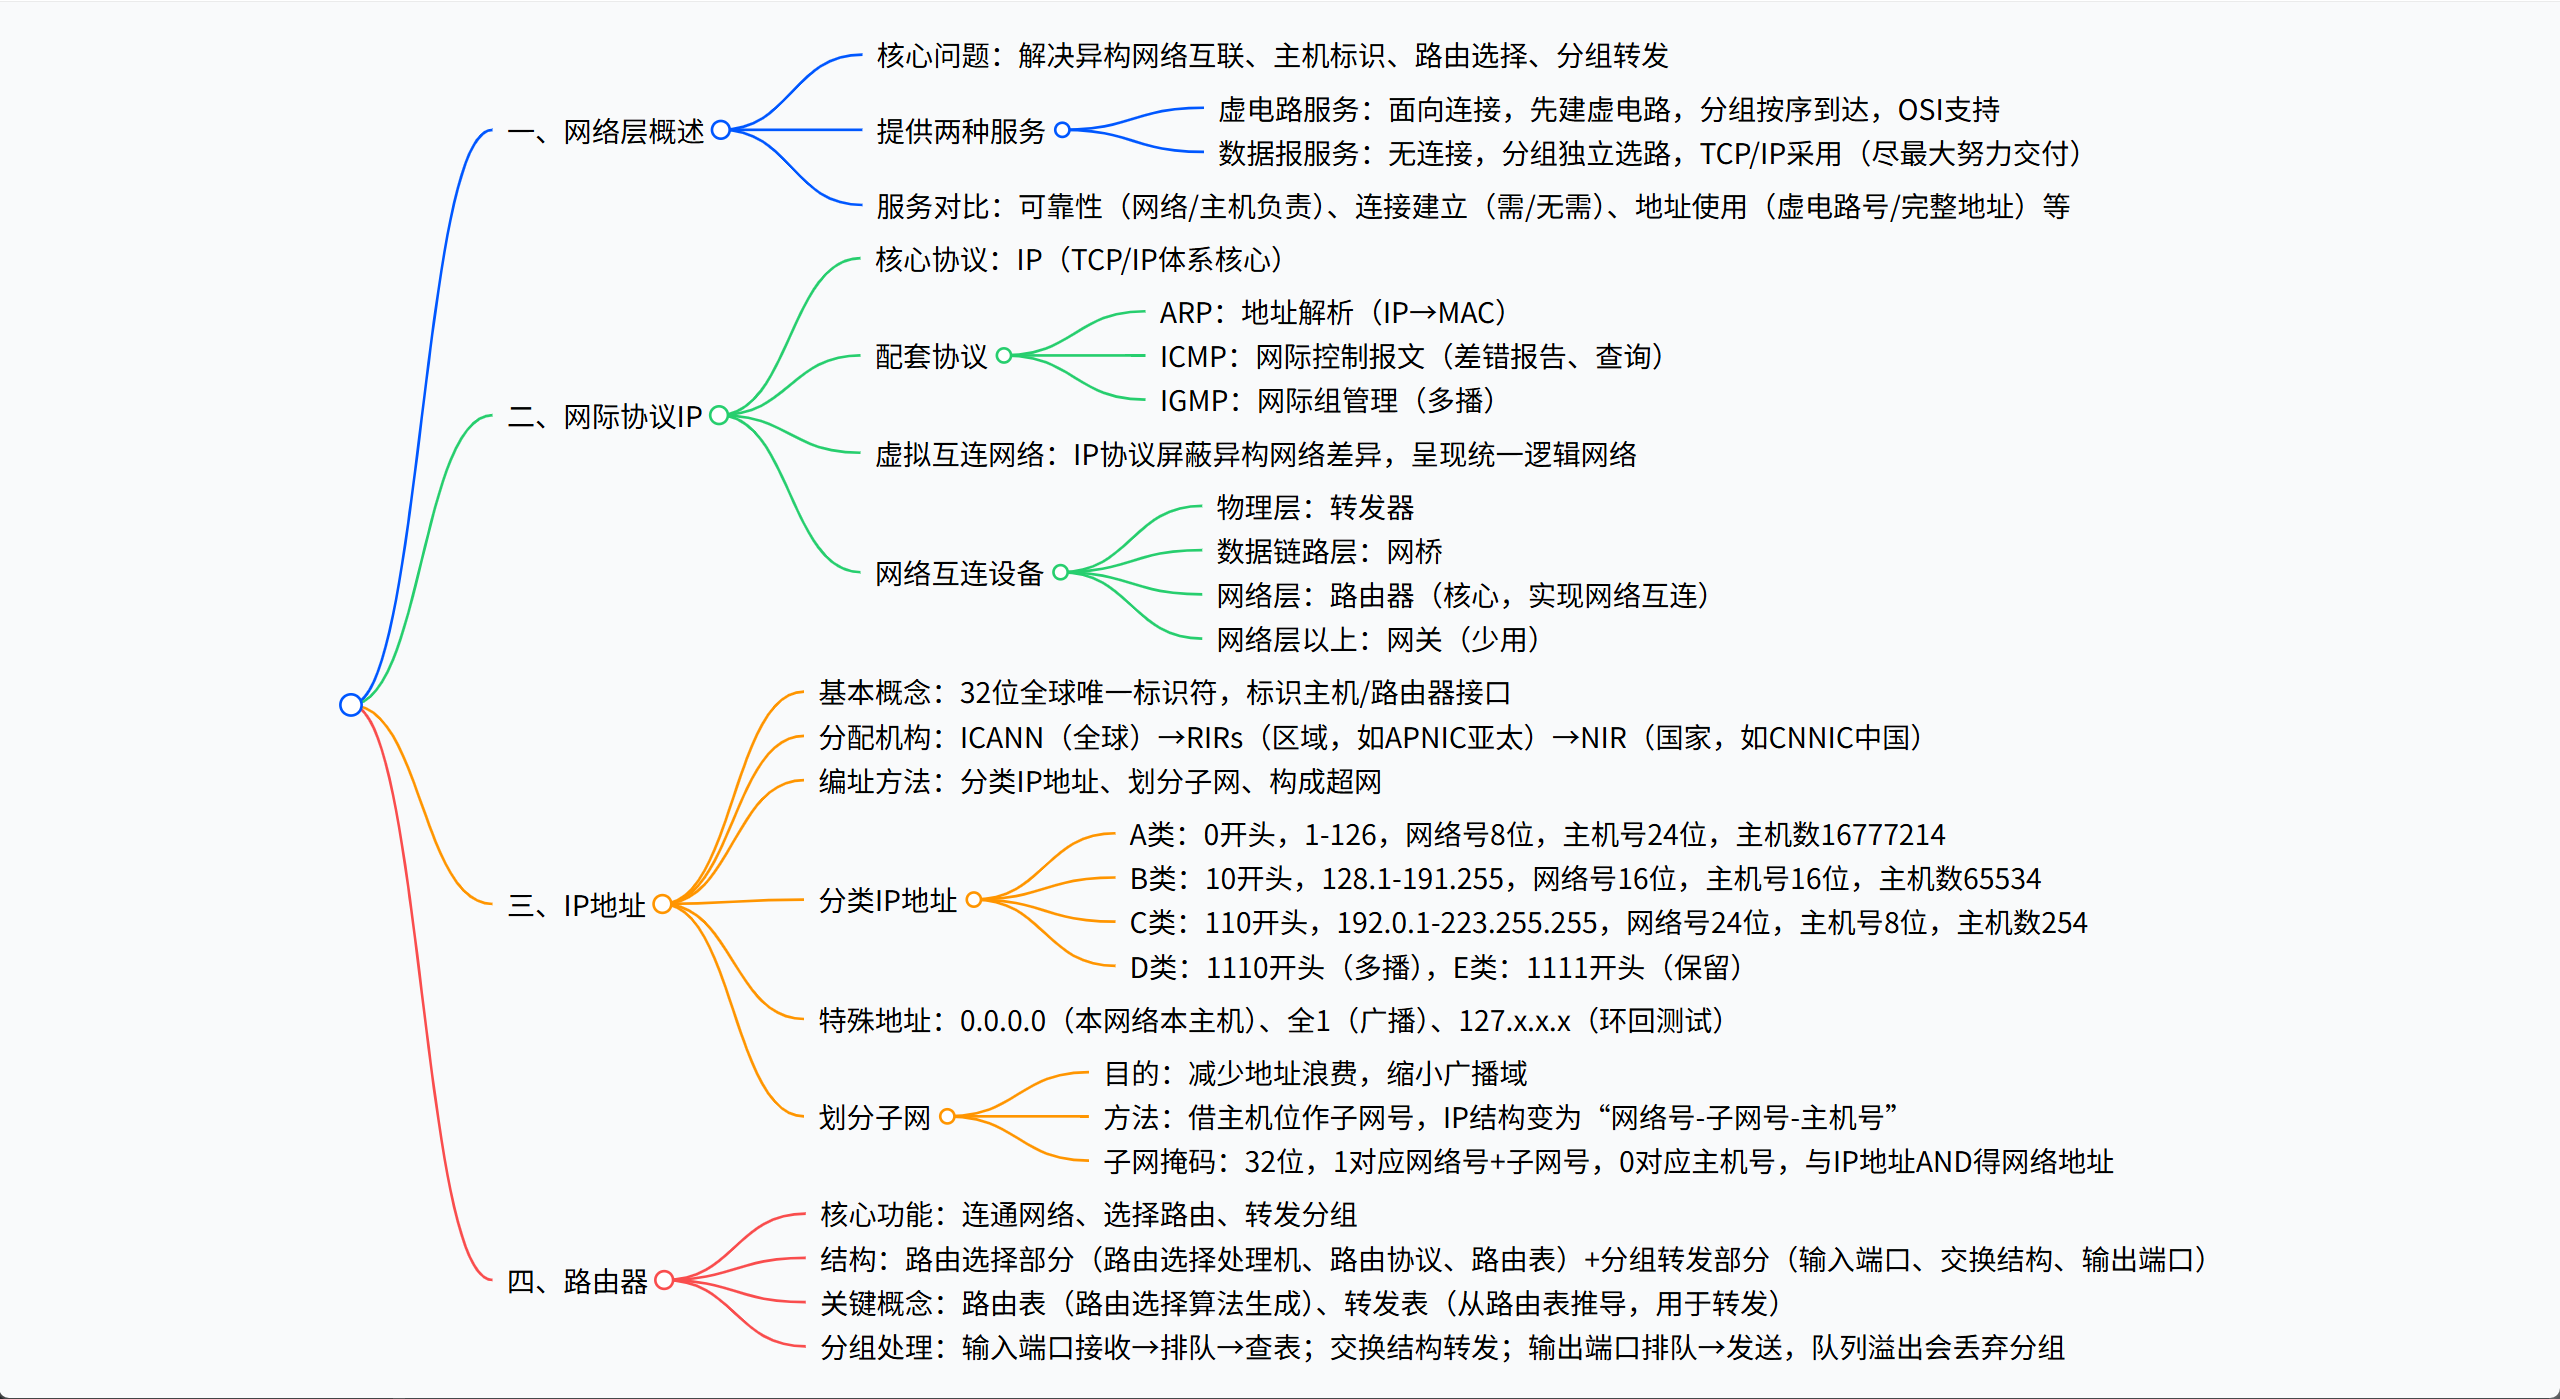 一、网络层概述
核心问题：解决异构网络互联、主机标识、路由选择、分组转发
提供两种服务
虚电路服务：面向连接，先建虚电路，分组按序到达，OSI支持
数据报服务：无连接，分组独立选路，TCP/IP采用（尽最大努力交付）
服务对比：可靠性（网络/主机负责）、连接建立（需/无需）、地址使用（虚电路号/完整地址）等
二、网际协议IP
核心协议：IP（TCP/IP体系核心）
配套协议
ARP：地址解析（IP→MAC）
ICMP：网际控制报文（差错报告、查询）
IGMP：网际组管理（多播）
虚拟互连网络：IP协议屏蔽异构网络差异，呈现统一逻辑网络
网络互连设备
物理层：转发器
数据链路层：网桥
网络层：路由器（核心，实现网络互连）
网络层以上：网关（少用）
三、IP地址
基本概念：32位全球唯一标识符，标识主机/路由器接口
分配机构：ICANN（全球）→RIRs（区域，如APNIC亚太）→NIR（国家，如CNNIC中国）
编址方法：分类IP地址、划分子网、构成超网
分类IP地址
A类：0开头，1-126，网络号8位，主机号24位，主机数16777214
B类：10开头，128.1-191.255，网络号16位，主机号16位，主机数65534
C类：110开头，192.0.1-223.255.255，网络号24位，主机号8位，主机数254
D类：1110开头（多播），E类：1111开头（保留）
特殊地址：0.0.0.0（本网络本主机）、全1（广播）、127.x.x.x（环回测试）
划分子网
目的：减少地址浪费，缩小广播域
方法：借主机位作子网号，IP结构变为“网络号-子网号-主机号”
子网掩码：32位，1对应网络号+子网号，0对应主机号，与IP地址AND得网络地址
四、路由器
核心功能：连通网络、选择路由、转发分组
结构：路由选择部分（路由选择处理机、路由协议、路由表）+分组转发部分（输入端口、交换结构、输出端口）
关键概念：路由表（路由选择算法生成）、转发表（从路由表推导，用于转发）
分组处理：输入端口接收→排队→查表；交换结构转发；输出端口排队→发送，队列溢出会丢弃分组